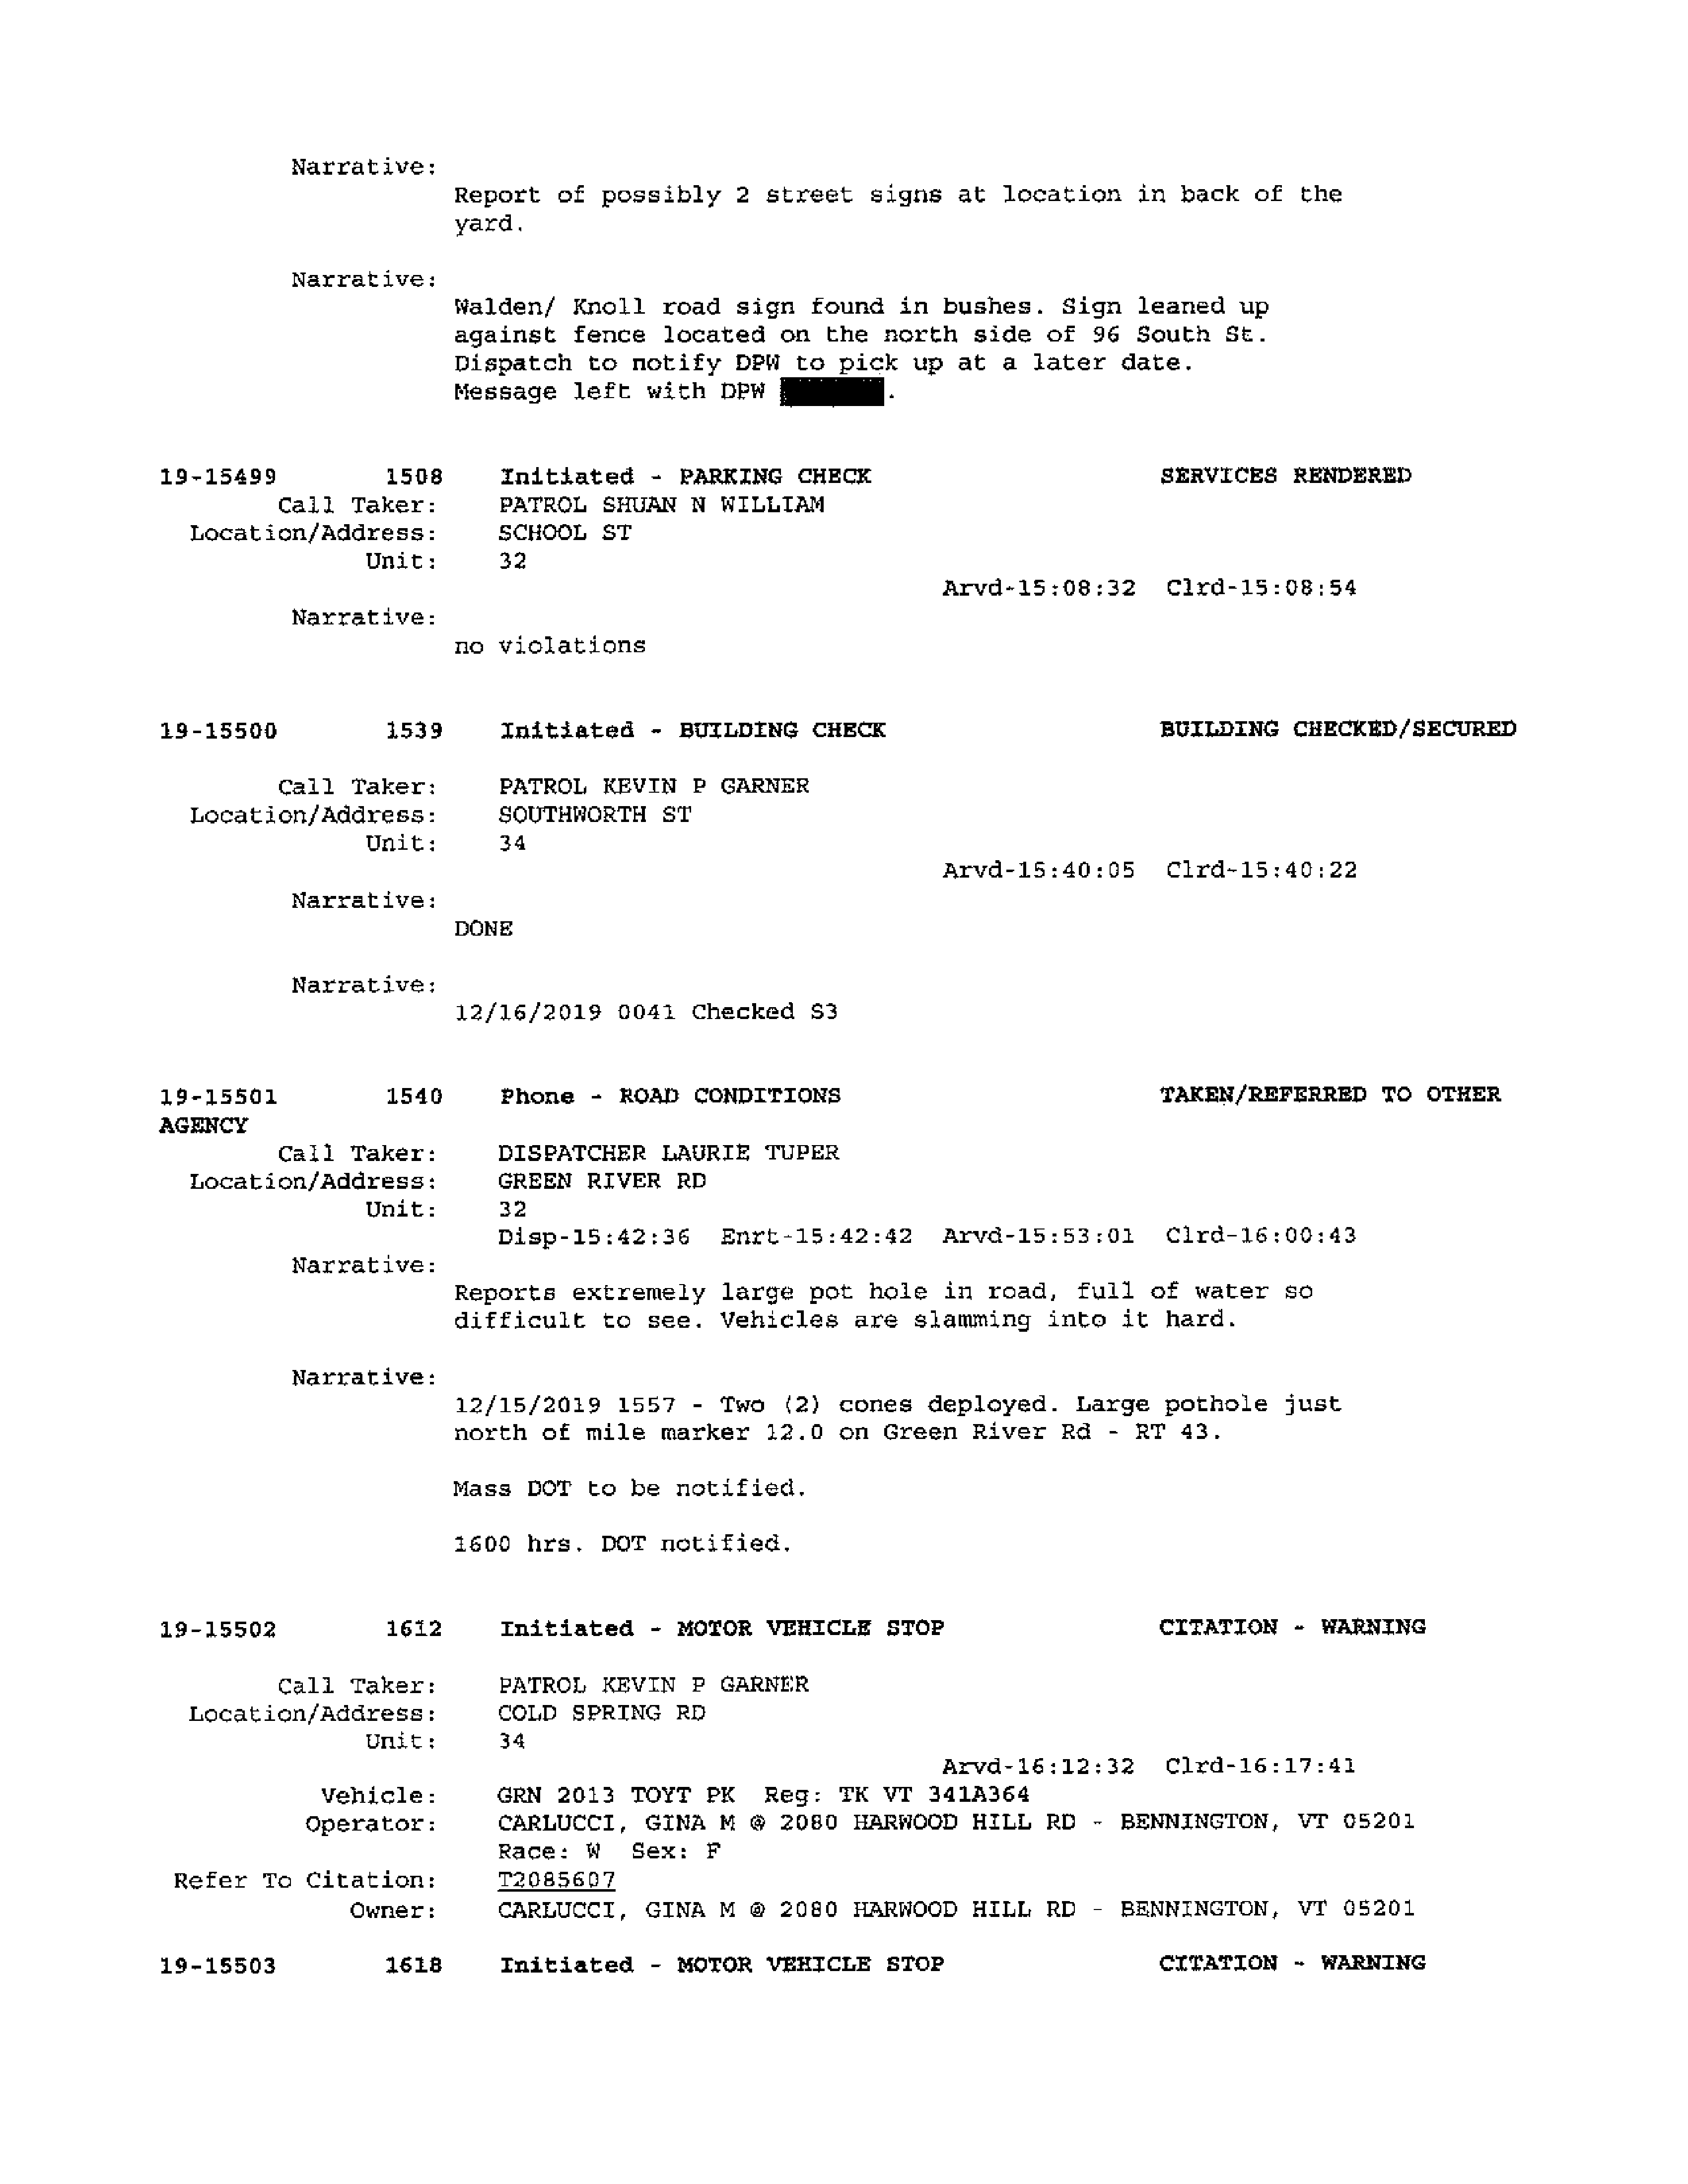 Narrative:
Report of possibly 2 street signs at location in back of the
yard.
Narrative:
Walden/ Knoll road sign found in bushes. Sign leaned up
against fence located on the north side of 96 South St.
Dispatch to notify DPW to pick up at a later date.
Message left with DPW .
19-15499 1508 Initiated - PARKING CHECK SERVICES RENDERED
Call Taker: PATROL SHUAN N WILLIAM
Location/Address: SCHOOL ST
Unit: 32
Arvd-15:08:32 Clrd-15:08:54
Narrative:
no violations
19-15500 1539 Initiated - BUILDING CHECK BUILDING CHECKED/SECURED
Call Taker: PATROL KEVIN P GARNER
Location/Address: SOUTHWORTH ST
Unit: 34
Arvd-15:40:05 Clrd-15:40:22
Narrative:
DONE
Narrative:
12/16/2019 0041 Checked S3
19-15501 1540 Phone - ROAD CONDITIONS TAKEN/REFERRED TO OTHER
AGENCY
Call Taker: DISPATCHER LAURIE TUPER
Location/Address: GREEN RIVER RD
Unit: 32
Disp-15:42:36 Enrt-15:42:42 Arvd-15:53:01 Clrd-16:00:43
Narrative:
Reports extremely large pot hole in road, full of water so
difficult to see. Vehicles are slamming into it hard.
Narrative:
12/15/2019 1557 - Two (2) cones deployed. Large pothole just
north of mile marker 12.0 on Green River Rd - RT 43.
Mass DOT to be notified.
1600 hrs. DOT notified.
19-15502 1612 Initiated - MOTOR VEHICLE STOP CITATION - WARNING
Call Taker: PATROL KEVIN P GARNER
Location/Address: COLD SPRING RD
Unit: 34
Arvd-16:12:32 Clrd-16:17:41
Vehicle: GRN 2013 TOYT PK Reg: TK VT 341A364
Operator: CARLUCCI, GINA M @ 2080 HARWOOD HILL RD - BENNINGTON, VT 05201
Race: W Sex: F
Refer To Citation: T2085607
Owner: CARLUCCI, GINA M @ 2080 HARWOOD HILL RD - BENNINGTON, VT 05201
19-15503 1618 Initiated - MOTOR VEHICLE STOP CITATION - WARNING